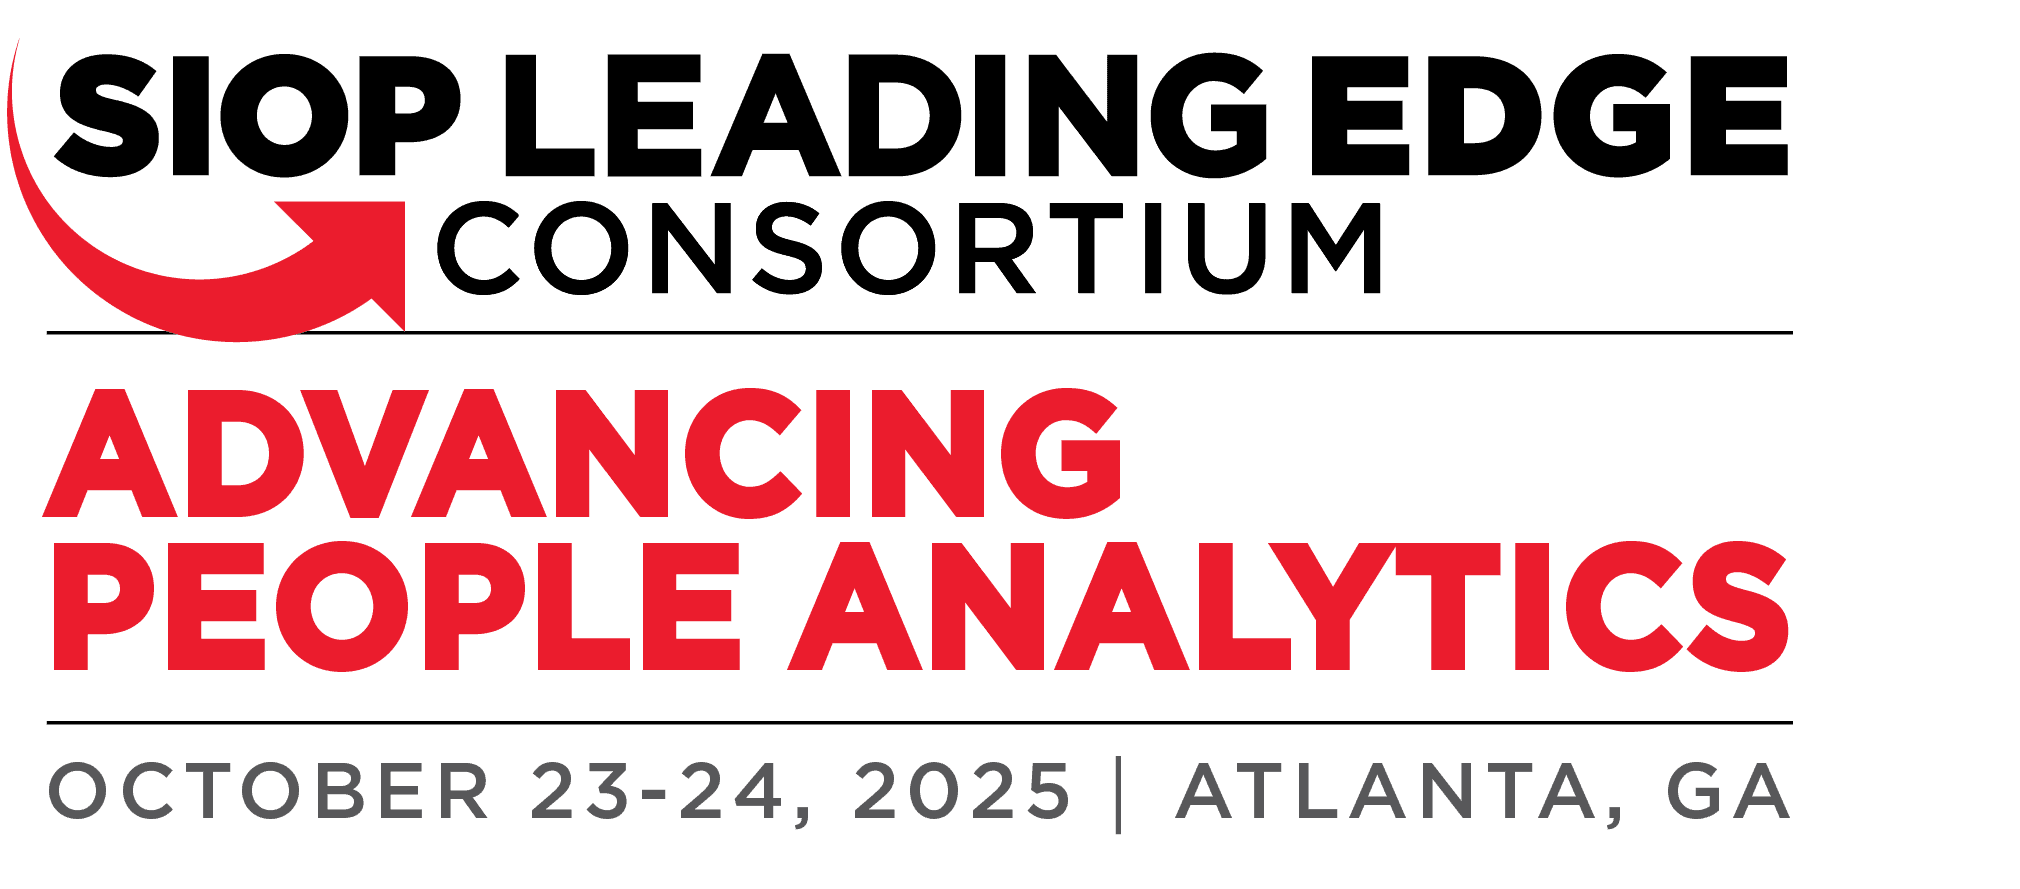 SIOP LEADING EDGE
CONSORTIUM
ADVANCING
PEOPLE ANALYTICS
OCTOBER 23-24, 2025 | ATLANTA, GA